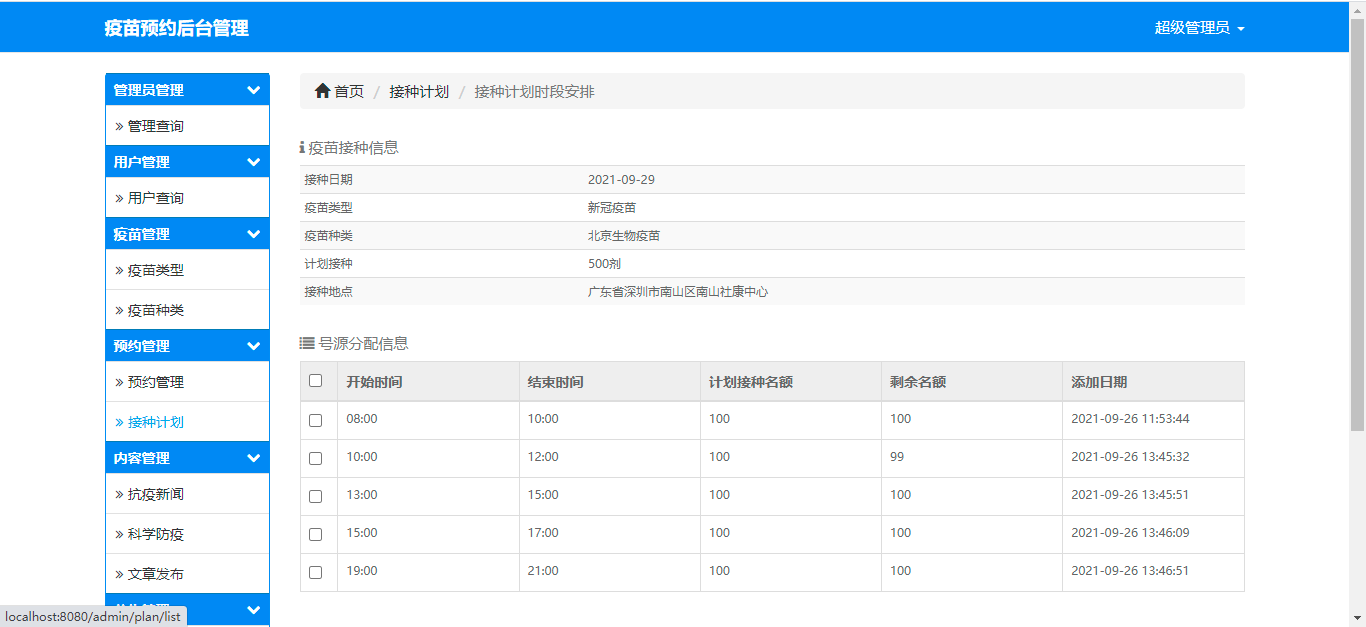 疫苗预约后台管理
超级管理员
管理员管理
» 管理查询
用户管理
» 用户查询
疫苗管理
» 疫苗类型
» 疫苗种类
预约管理
» 预约管理
» 接种计划
内容管理
» 抗疫新闻
» 科学防疫
» 文章发布
localhost:8080/admin/plan/list
首页 / 接种计划 / 接种计划时段安排
疫苗接种信息
接种日期 2021-09-29
疫苗类型 新冠疫苗
疫苗种类 北京生物疫苗
计划接种 500剂
接种地点 广东省深圳市南山区南山社康中心
号源分配信息
开始时间 结束时间 计划接种名额 剩余名额 添加日期
08:00 10:00 100 100 2021-09-26 11:53:44
10:00 12:00 100 99 2021-09-26 13:45:32
13:00 15:00 100 100 2021-09-26 13:45:51
15:00 17:00 100 100 2021-09-26 13:46:09
19:00 21:00 100 100 2021-09-26 13:46:51